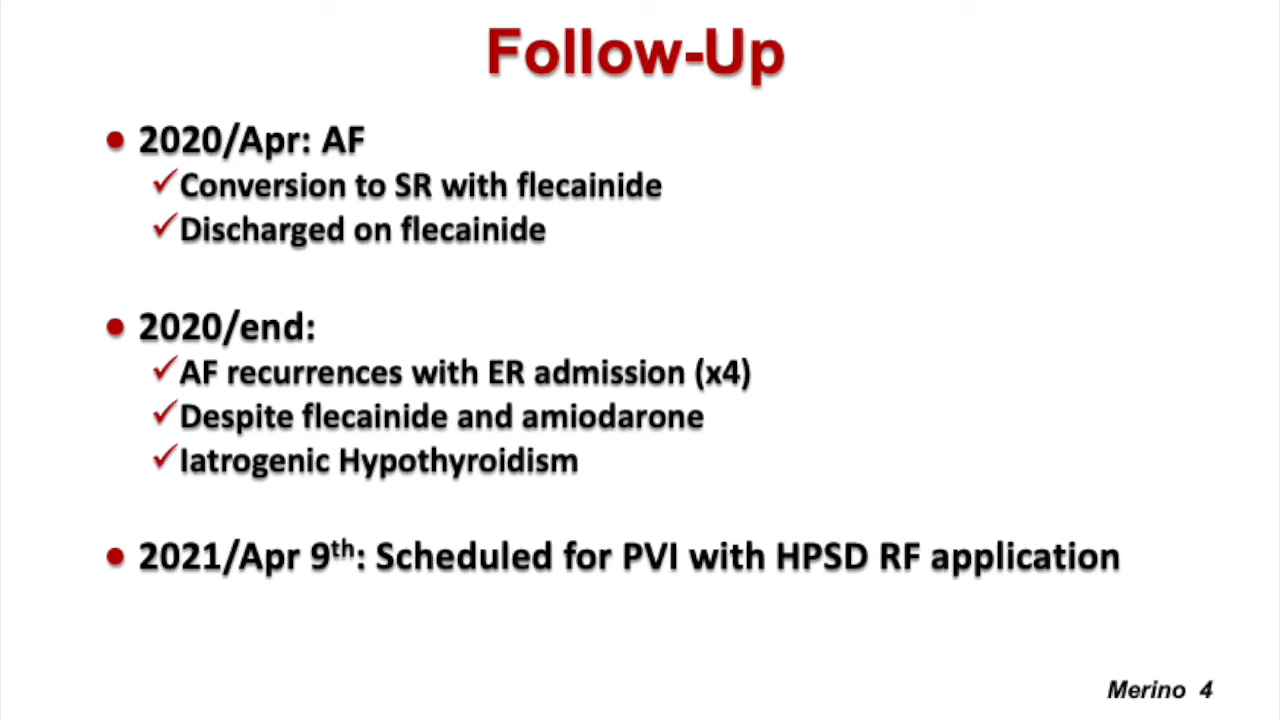 Follow-Up
• 2020/Apr: AF
✓Conversion to SR with flecainide
✓Discharged on flecainide
• 2020/end:
✓AF recurrences with ER admission (x4)
✓Despite flecainide and amiodarone
✓Iatrogenic Hypothyroidism
• 2021/Apr 9th: Scheduled for PVI with HPSD RF application
Merino 4